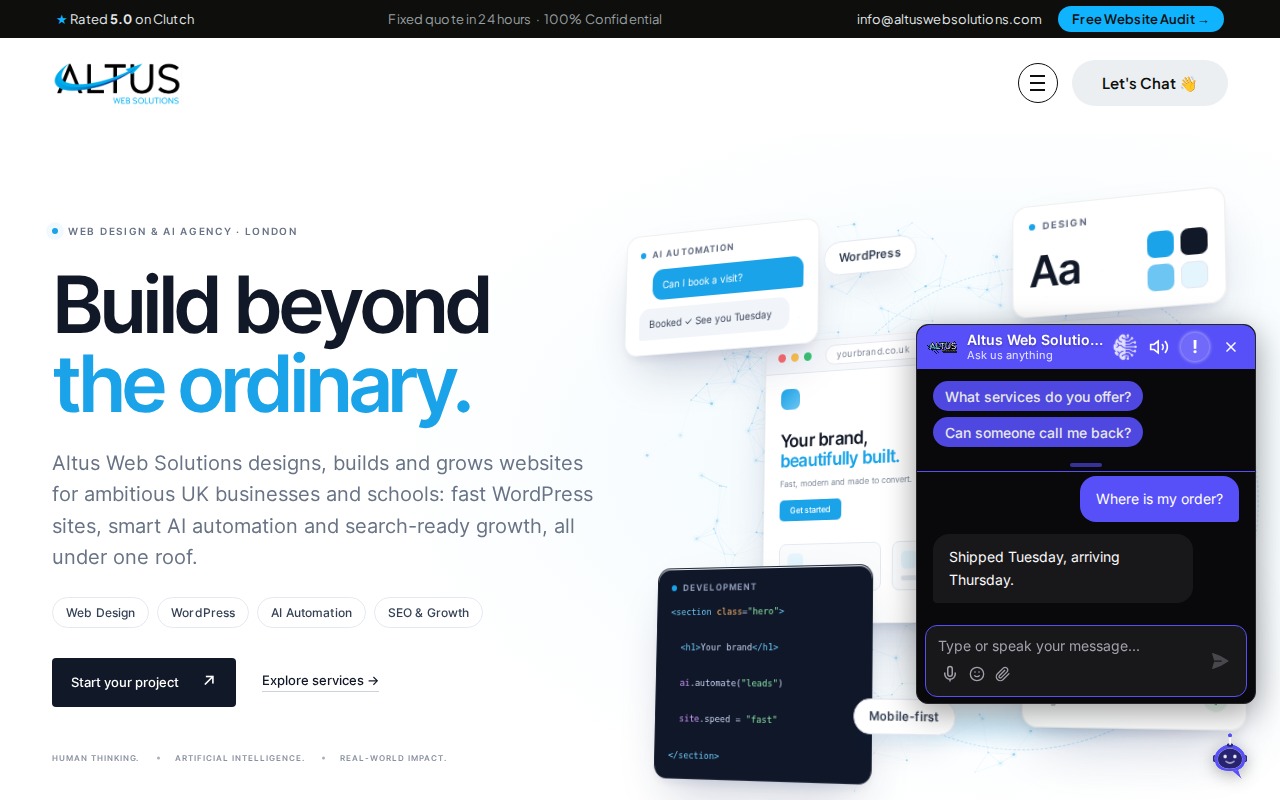 ★ Rated 5.0 on Clutch
Fixed quote in 24 hours · 100% Confidential
info@altuswebsolutions.com
Free Website Audit →
ALTUS
WEB SOLUTIONS
Let's Chat 👋
WEB DESIGN & AI AGENCY · LONDON
Build beyond
the ordinary.
Altus Web Solutions designs, builds and grows websites
for ambitious UK businesses and schools: fast WordPress
sites, smart AI automation and search-ready growth, all
under one roof.
Web Design
WordPress
AI Automation
SEO & Growth
Start your project ↗
Explore services →
HUMAN THINKING. • ARTIFICIAL INTELLIGENCE. • REAL-WORLD IMPACT.
AI AUTOMATION
Can I book a visit?
Booked ✓ See you Tuesday
WordPress
DESIGN
Aa
yourbrand.co.uk
Your brand,
beautifully built.
Fast, modern and made to convert.
Get started
DEVELOPMENT
<section class="hero">
<h1>Your brand</h1>
ai.automate("leads")
site.speed = "fast"
</section>
Mobile-first
ALTUS
Altus Web Solutio...
Ask us anything
What services do you offer?
Can someone call me back?
Where is my order?
Shipped Tuesday, arriving
Thursday.
Type or speak your message...